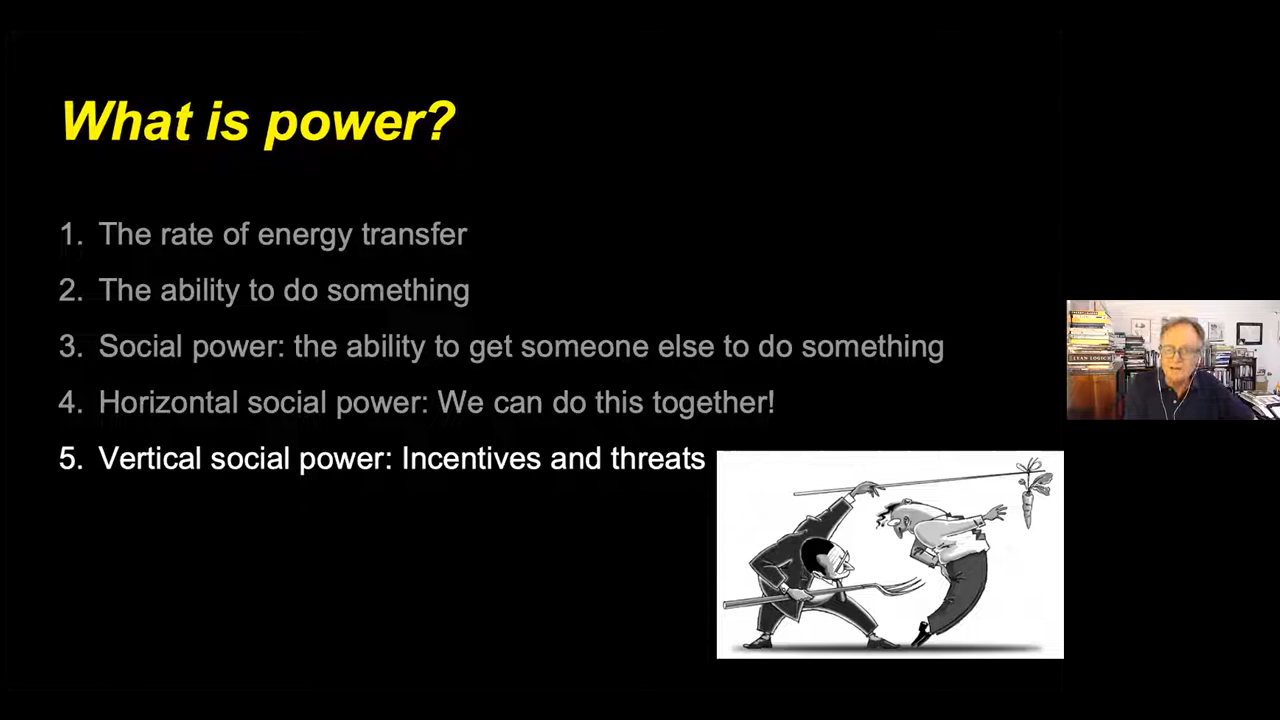 What is power?
1. The rate of energy transfer
2. The ability to do something
3. Social power: the ability to get someone else to do something
4. Horizontal social power: We can do this together!
5. Vertical social power: Incentives and threats
LEAN LOGIC